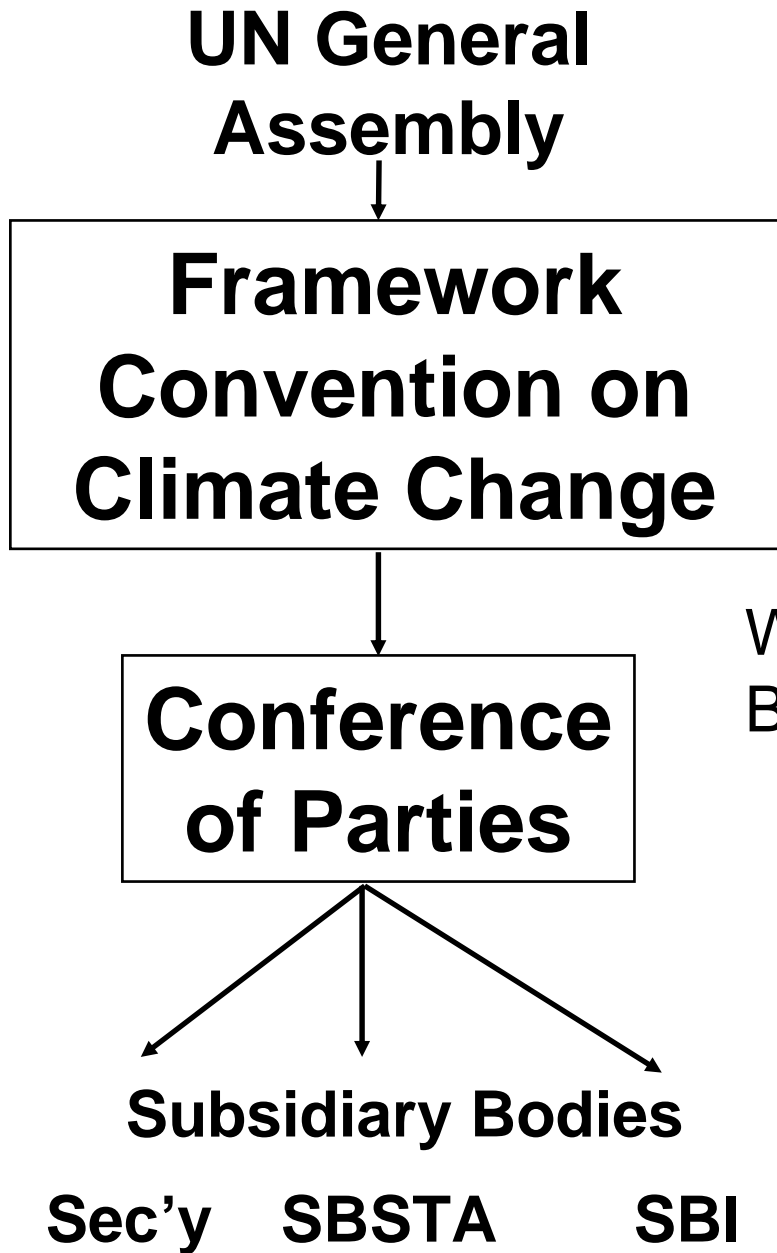 UN General
Assembly
Framework
Convention on
Climate Change
Conference
of Parties
Subsidiary Bodies
Sec'y SBSTA SBI